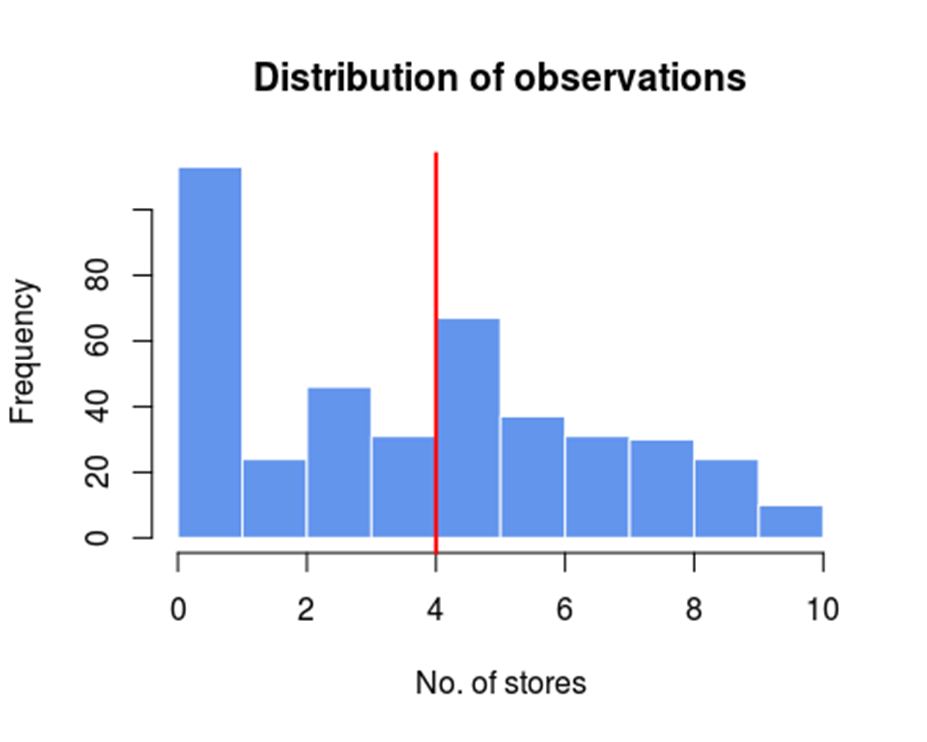 Distribution of observations
Frequency
80
60
40
20
0
0 2 4 6 8 10
No. of stores